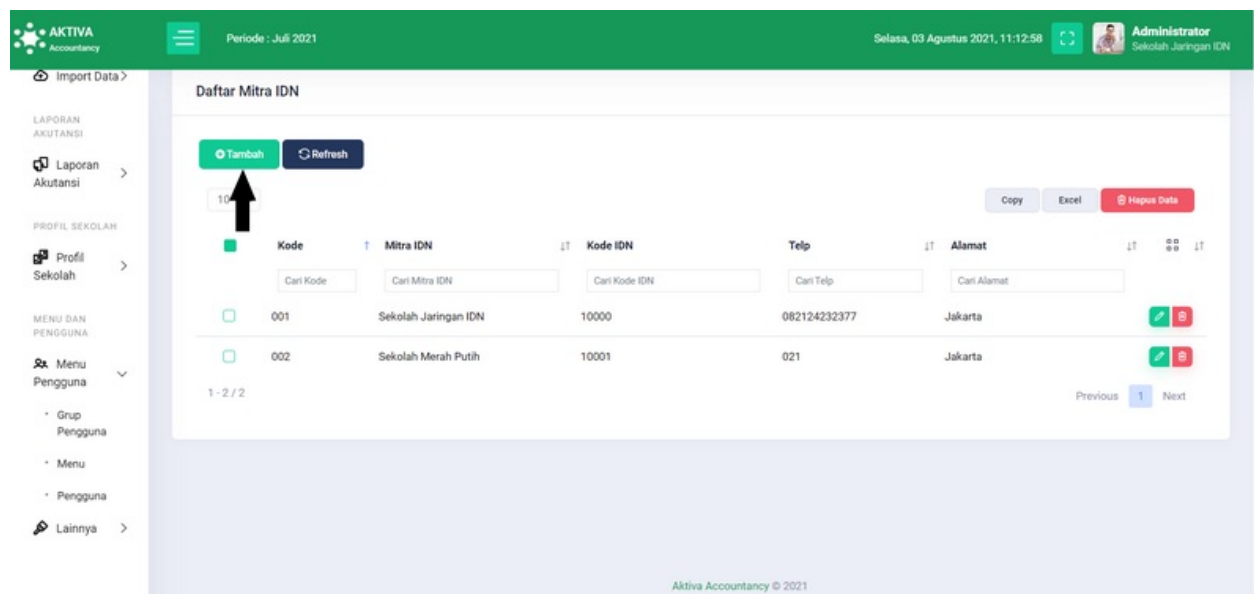 AKTIVA
Accountancy
Periode : Juli 2021
Selasa, 03 Agustus 2021, 11:12:58
Administrator
Sekolah Jaringan IDN
Import Data
LAPORAN
AKUTANSI
Laporan
Akutansi
PROFIL SEKOLAH
Profil
Sekolah
MENU DAN
PENGGUNA
Menu
Pengguna
Grup
Pengguna
Menu
Pengguna
Lainnya
Daftar Mitra IDN
Tambah Refresh
10
Copy Excel Hapus Data
Kode Mitra IDN Kode IDN Telp Alamat
Cari Kode Cari Mitra IDN Cari Kode IDN Cari Telp Cari Alamat
001 Sekolah Jaringan IDN 10000 082124232377 Jakarta
002 Sekolah Merah Putih 10001 021 Jakarta
1 - 2 / 2
Previous 1 Next
Aktiva Accountancy © 2021